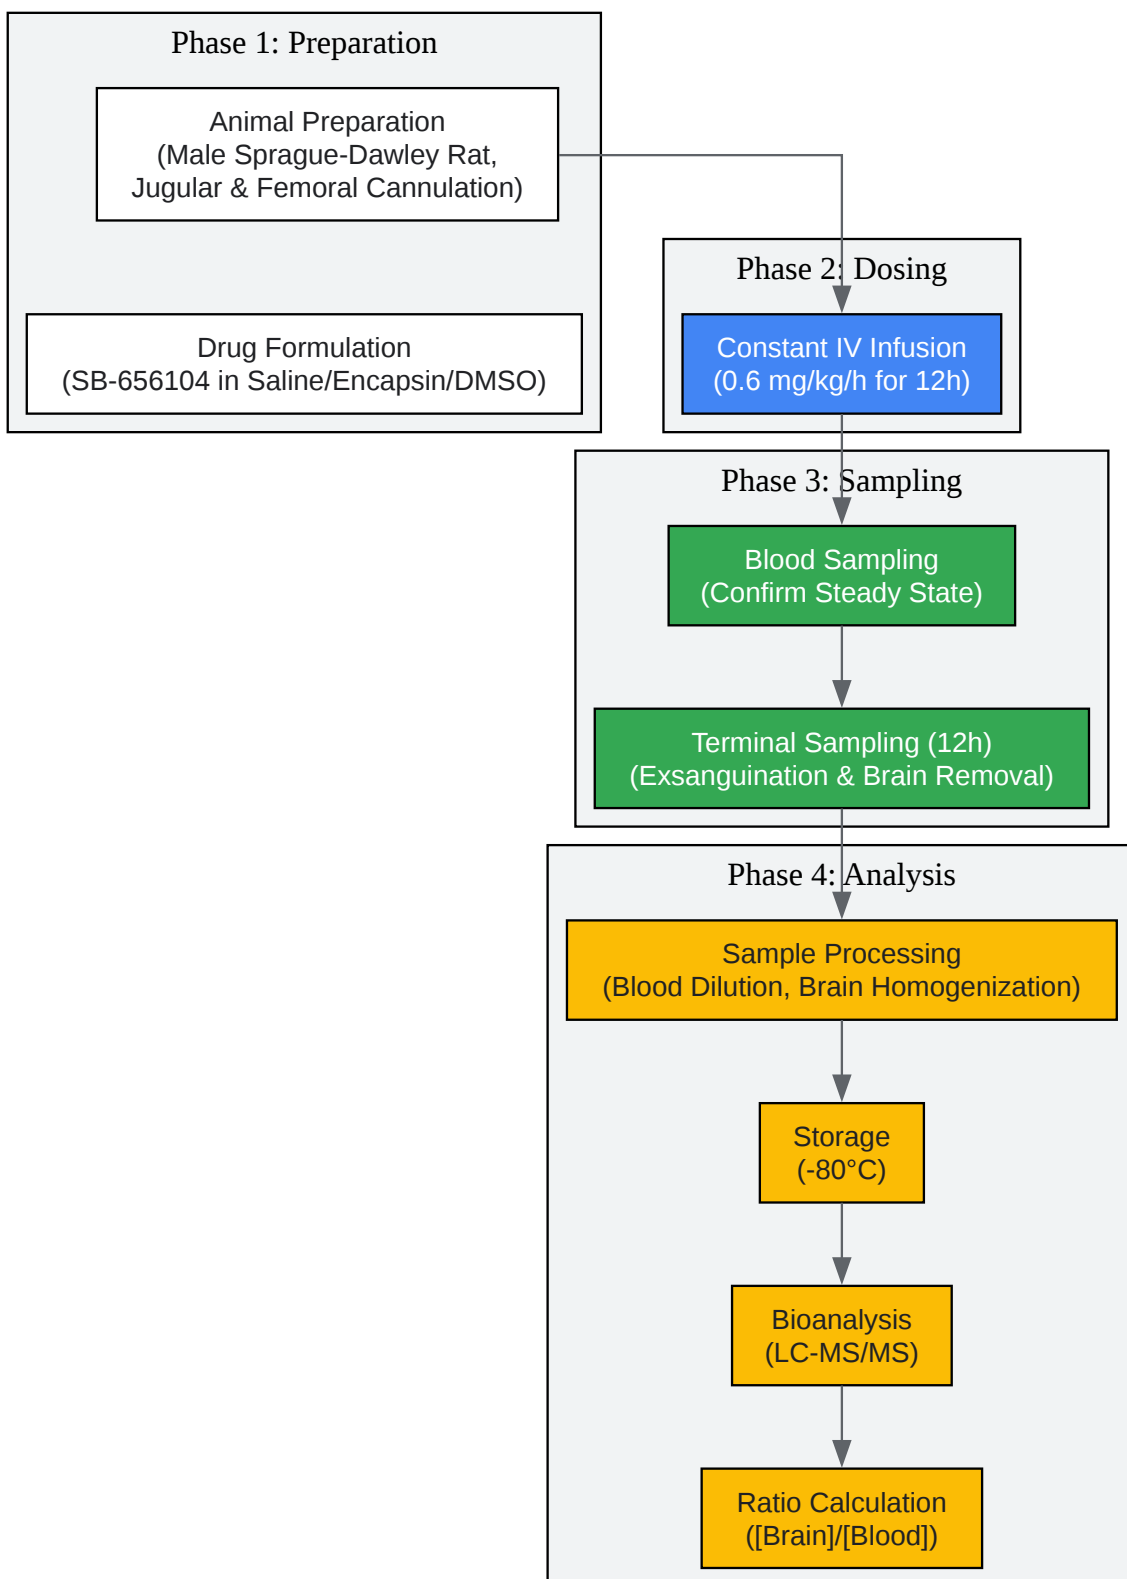 Phase 1: Preparation
Animal Preparation
(Male Sprague-Dawley Rat,
Jugular & Femoral Cannulation)
Drug Formulation
(SB-656104 in Saline/Encapsin/DMSO)
Phase 2: Dosing
Constant IV Infusion
(0.6 mg/kg/h for 12h)
Phase 3: Sampling
Blood Sampling
(Confirm Steady State)
Terminal Sampling (12h)
(Exsanguination & Brain Removal)
Phase 4: Analysis
Sample Processing
(Blood Dilution, Brain Homogenization)
Storage
(-80°C)
Bioanalysis
(LC-MS/MS)
Ratio Calculation
([Brain]/[Blood])